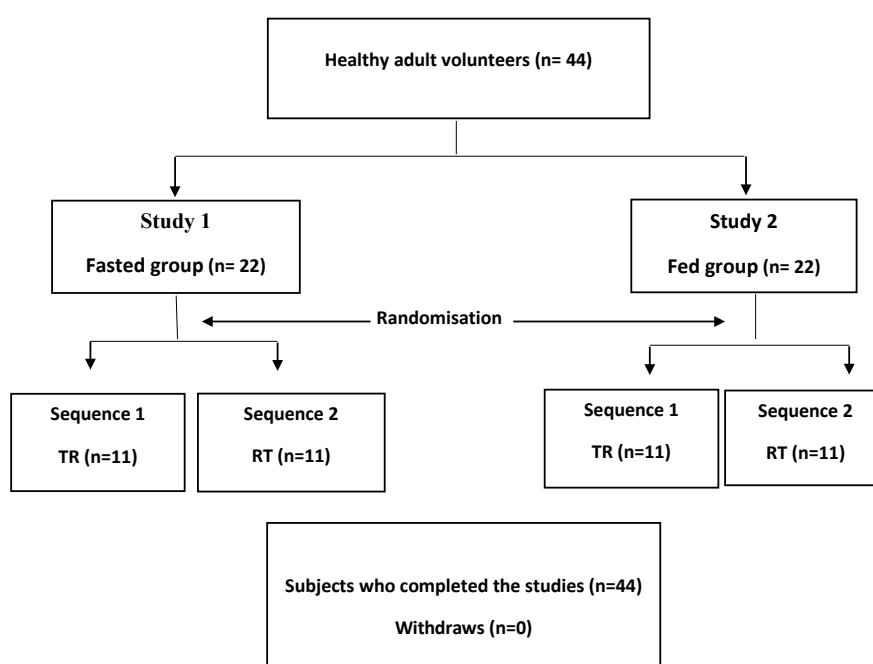 Healthy adult volunteers (n= 44)
Study 1
Fasted group (n= 22)
Study 2
Fed group (n= 22)
Randomisation
Sequence 1
TR (n=11)
Sequence 2
RT (n=11)
Sequence 1
TR (n=11)
Sequence 2
RT (n=11)
Subjects who completed the studies (n=44)
Withdraws (n=0)